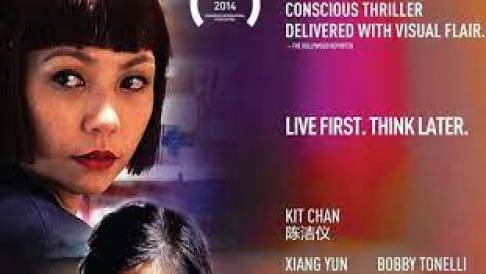 2014
CONSCIOUS THRILLER
DELIVERED WITH VISUAL FLAIR.
— THE HOLLYWOOD REPORTER
LIVE FIRST. THINK LATER.
KIT CHAN
陈洁仪
XIANG YUN BOBBY TONELLI